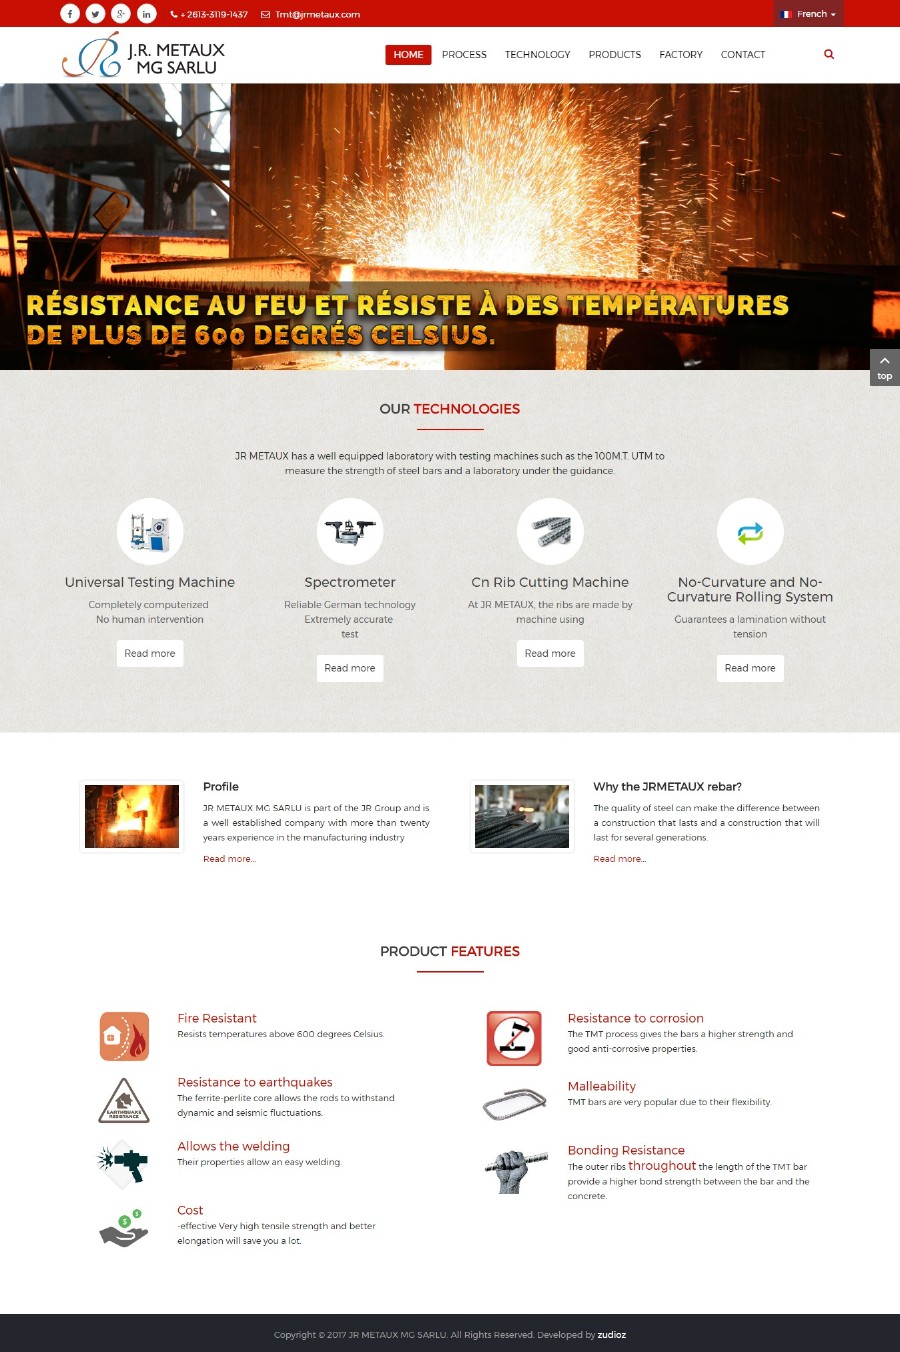 + 2613-3119-1437
Tmt@jrmetaux.com
French
J.R. METAUX
MG SARLU
HOME
PROCESS
TECHNOLOGY
PRODUCTS
FACTORY
CONTACT
RÉSISTANCE AU FEU ET RÉSISTE À DES TEMPÉRATURES
DE PLUS DE 600 DEGRÉS CELSIUS.
top
OUR TECHNOLOGIES
JR METAUX has a well equipped laboratory with testing machines such as the 100M.T. UTM to
measure the strength of steel bars and a laboratory under the guidance.
Universal Testing Machine
Completely computerized
No human intervention
Read more
Spectrometer
Reliable German technology
Extremely accurate
test
Read more
Cn Rib Cutting Machine
At JR METAUX, the ribs are made by
machine using
Read more
No-Curvature and No-
Curvature Rolling System
Guarantees a lamination without
tension
Read more
Profile
JR METAUX MG SARLU is part of the JR Group and is
a well established company with more than twenty
years experience in the manufacturing industry
Read more...
Why the JRMETAUX rebar?
The quality of steel can make the difference between
a construction that lasts and a construction that will
last for several generations.
Read more...
PRODUCT FEATURES
Fire Resistant
Resists temperatures above 600 degrees Celsius.
EARTHQUAKE
RESISTANCE
Resistance to earthquakes
The ferrite-perlite core allows the rods to withstand
dynamic and seismic fluctuations.
Allows the welding
Their properties allow an easy welding.
Cost
-effective Very high tensile strength and better
elongation will save you a lot.
Resistance to corrosion
The TMT process gives the bars a higher strength and
good anti-corrosive properties.
Malleability
TMT bars are very popular due to their flexibility.
Bonding Resistance
The outer ribs throughout the length of the TMT bar
provide a higher bond strength between the bar and the
concrete.
Copyright © 2017 JR METAUX MG SARLU. All Rights Reserved. Developed by zudioz